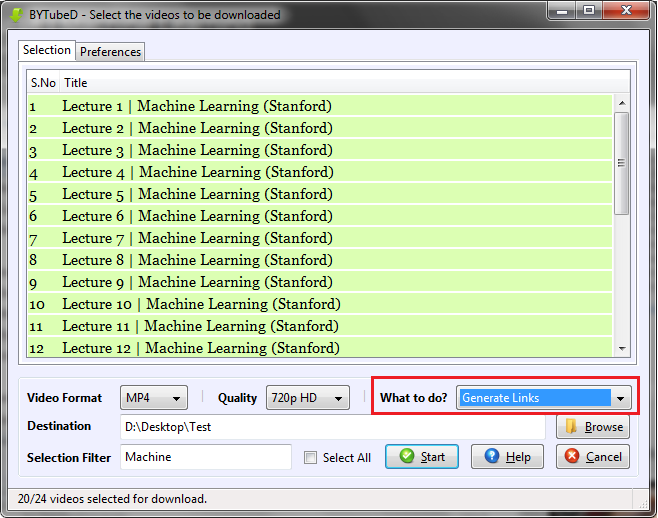 BYTubeD - Select the videos to be downloaded
Selection Preferences
S.No Title
1 Lecture 1 | Machine Learning (Stanford)
2 Lecture 2 | Machine Learning (Stanford)
3 Lecture 3 | Machine Learning (Stanford)
4 Lecture 4 | Machine Learning (Stanford)
5 Lecture 5 | Machine Learning (Stanford)
6 Lecture 6 | Machine Learning (Stanford)
7 Lecture 7 | Machine Learning (Stanford)
8 Lecture 8 | Machine Learning (Stanford)
9 Lecture 9 | Machine Learning (Stanford)
10 Lecture 10 | Machine Learning (Stanford)
11 Lecture 11 | Machine Learning (Stanford)
12 Lecture 12 | Machine Learning (Stanford)
Video Format MP4 Quality 720p HD What to do? Generate Links
Destination D:\Desktop\Test Browse
Selection Filter Machine Select All Start Help Cancel
20/24 videos selected for download.